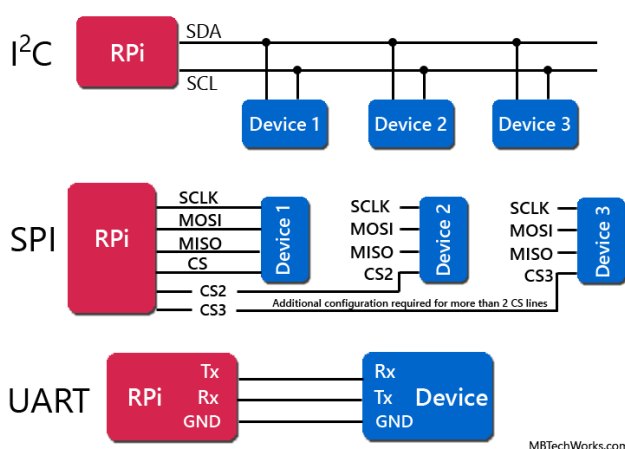 I²C
RPi
SDA
SCL
Device 1
Device 2
Device 3
SPI
RPi
SCLK
MOSI
MISO
CS
CS2
CS3
Device 1
SCLK
MOSI
MISO
CS2
Device 2
SCLK
MOSI
MISO
CS3
Device 3
Additional configuration required for more than 2 CS lines
UART
RPi
Tx
Rx
GND
Rx
Tx
GND
Device
MBTechWorks.com